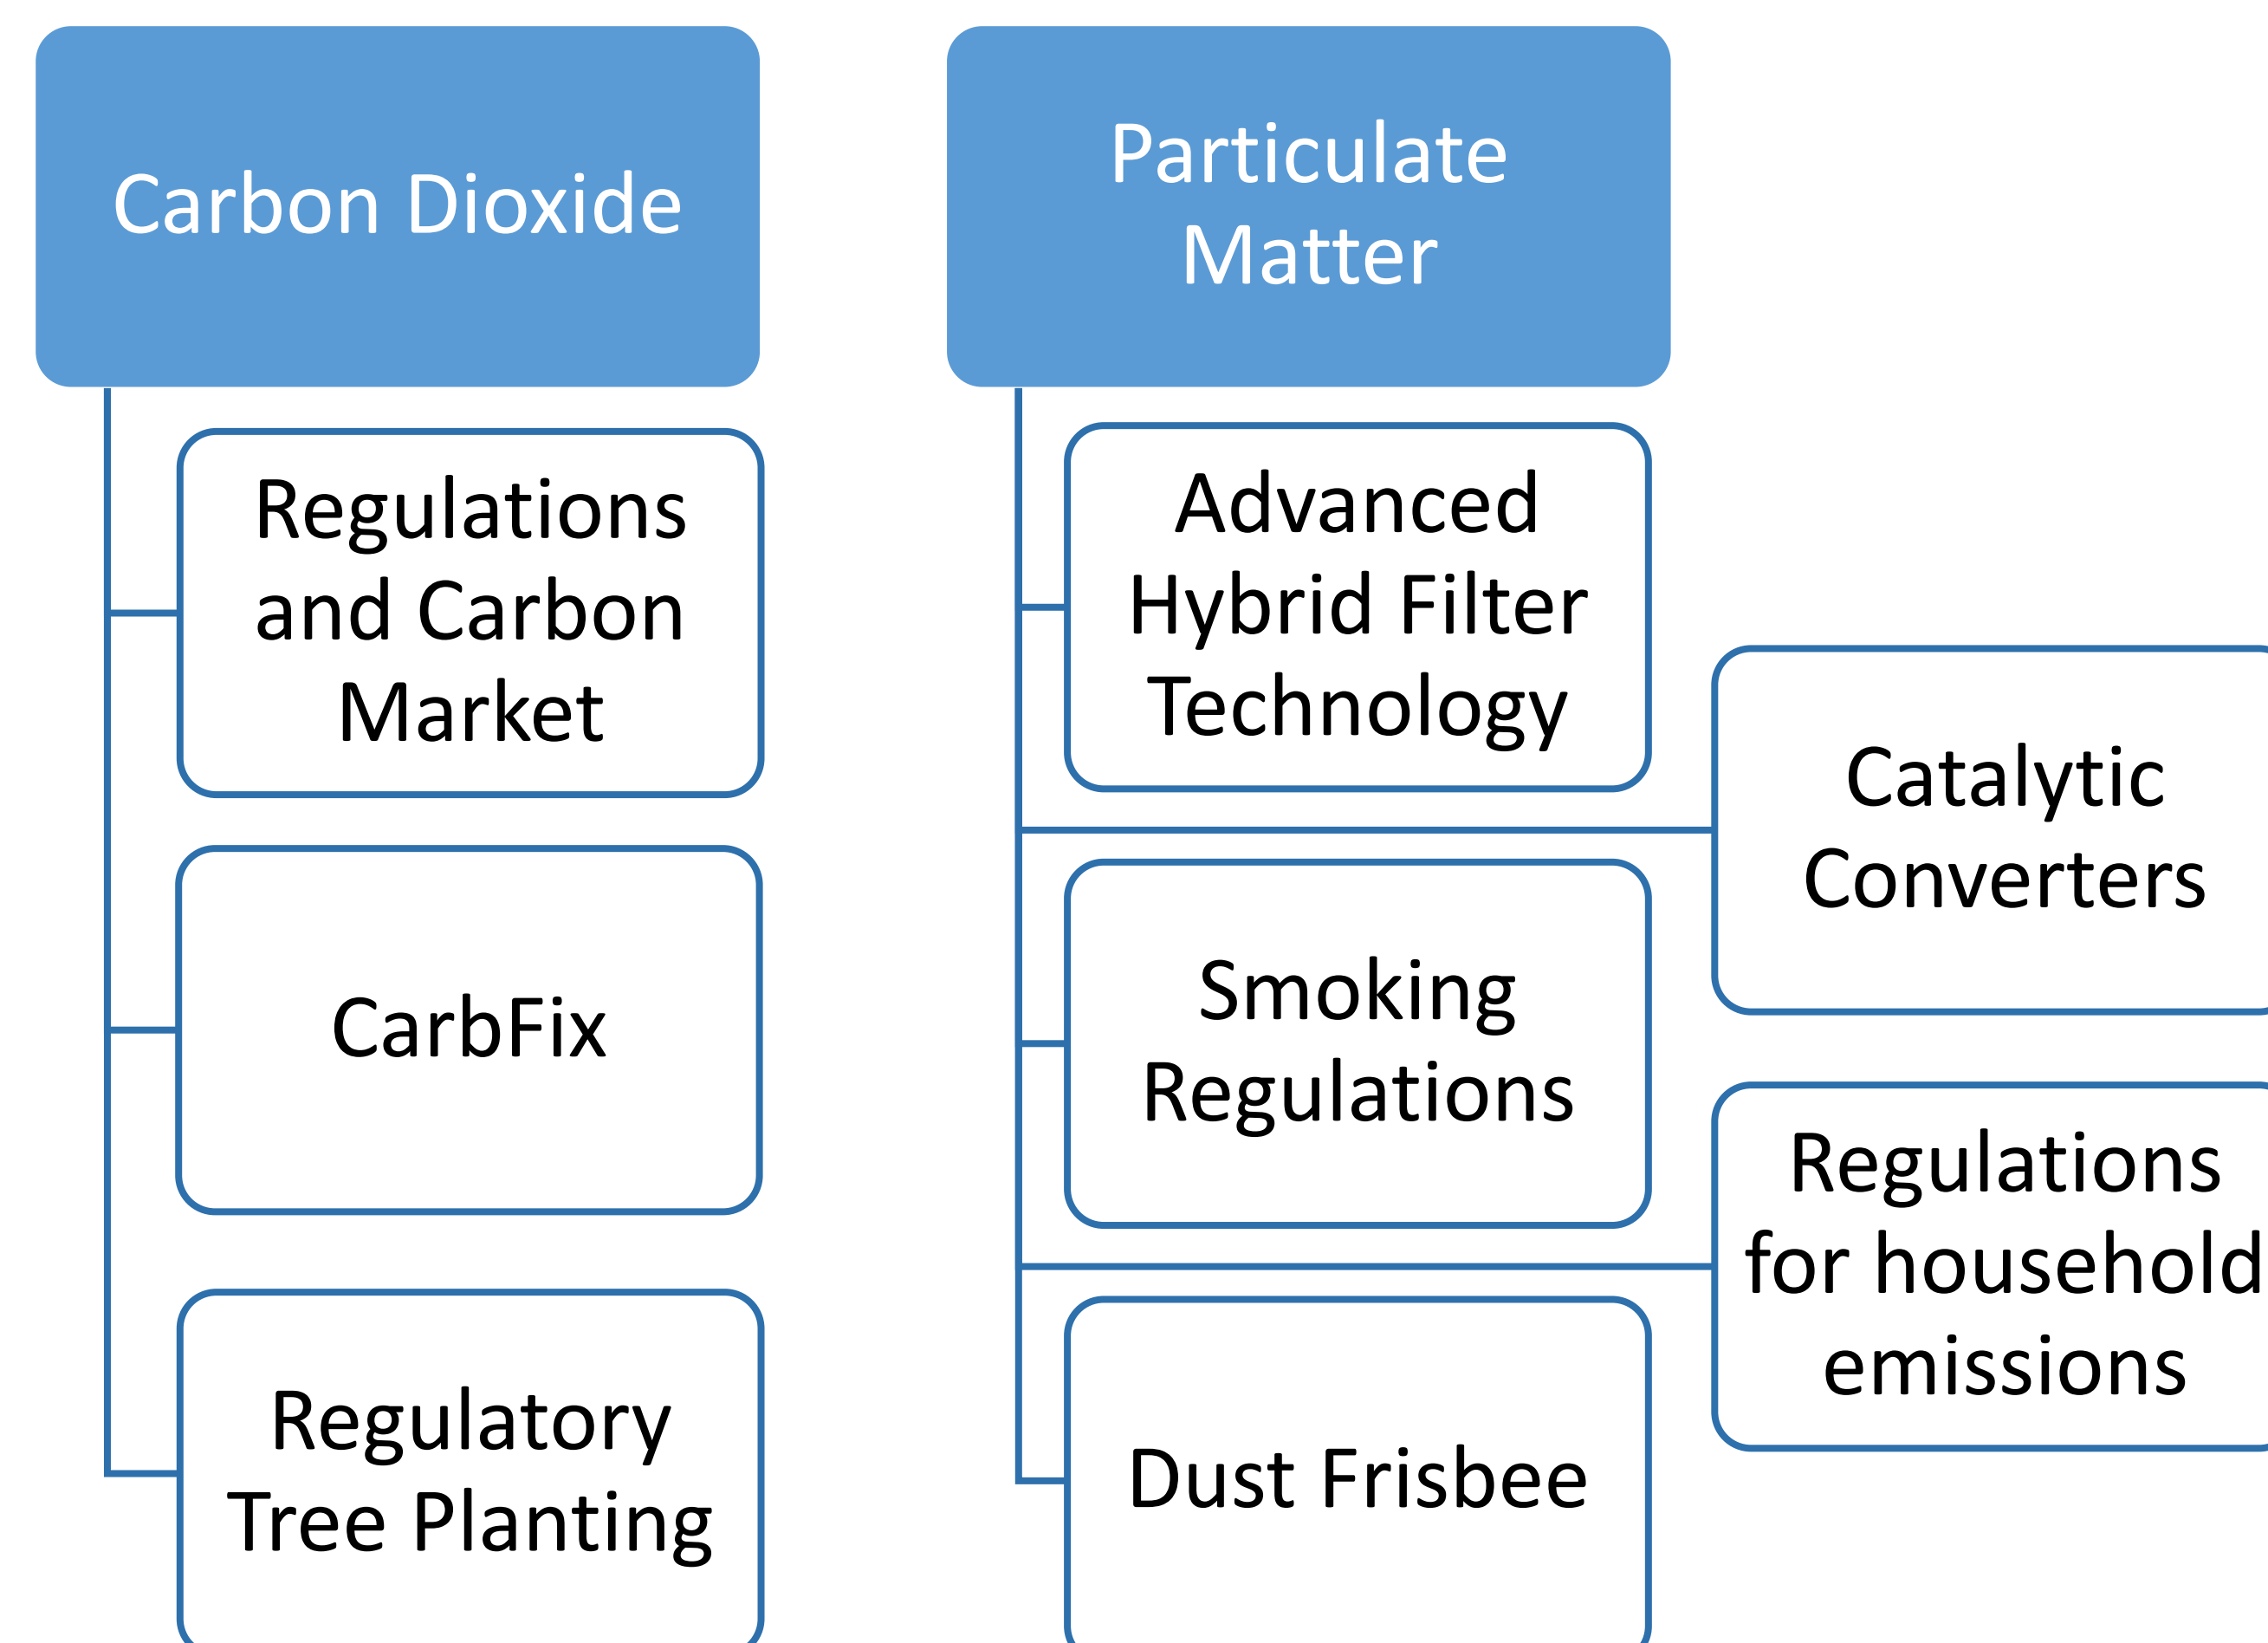 Carbon Dioxide
Regulations
and Carbon
Market
CarbFix
Regulatory
Tree Planting
Particulate
Matter
Advanced
Hybrid Filter
Technology
Smoking
Regulations
Dust Frisbee
Catalytic
Converters
Regulations
for household
emissions